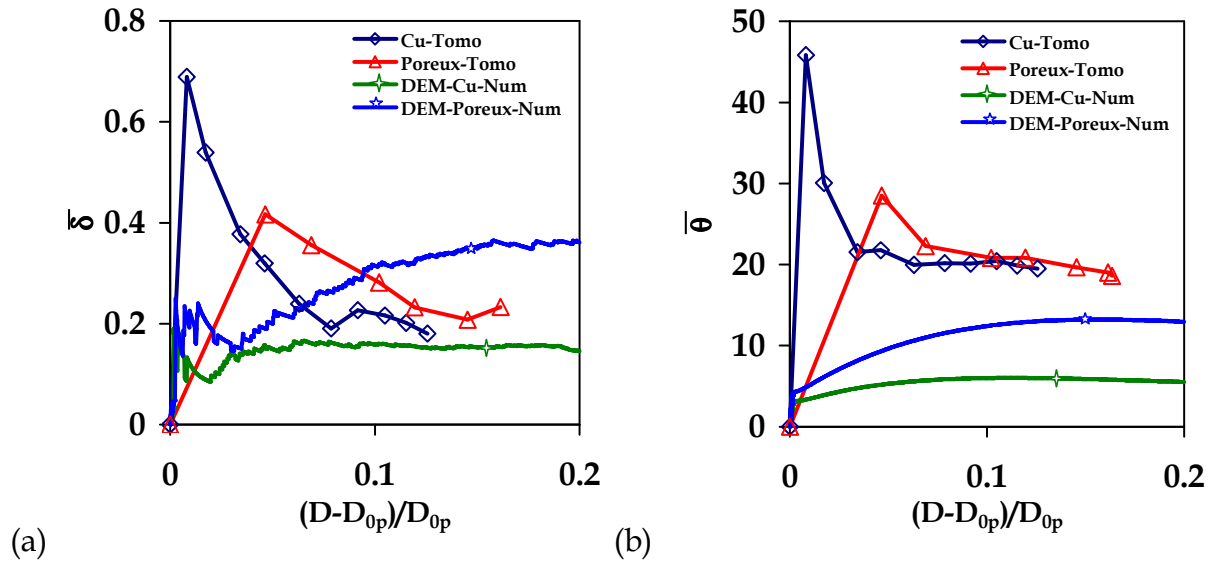 0.8
0.6
0.4
0.2
0
δ̅
0
0.1
0.2
(D-D0p)/D0p
Cu-Tomo
Poreux-Tomo
DEM-Cu-Num
DEM-Poreux-Num
(a)
50
40
30
20
10
0
θ̅
0
0.1
0.2
(D-D0p)/D0p
Cu-Tomo
Poreux-Tomo
DEM-Cu-Num
DEM-Poreux-Num
(b)